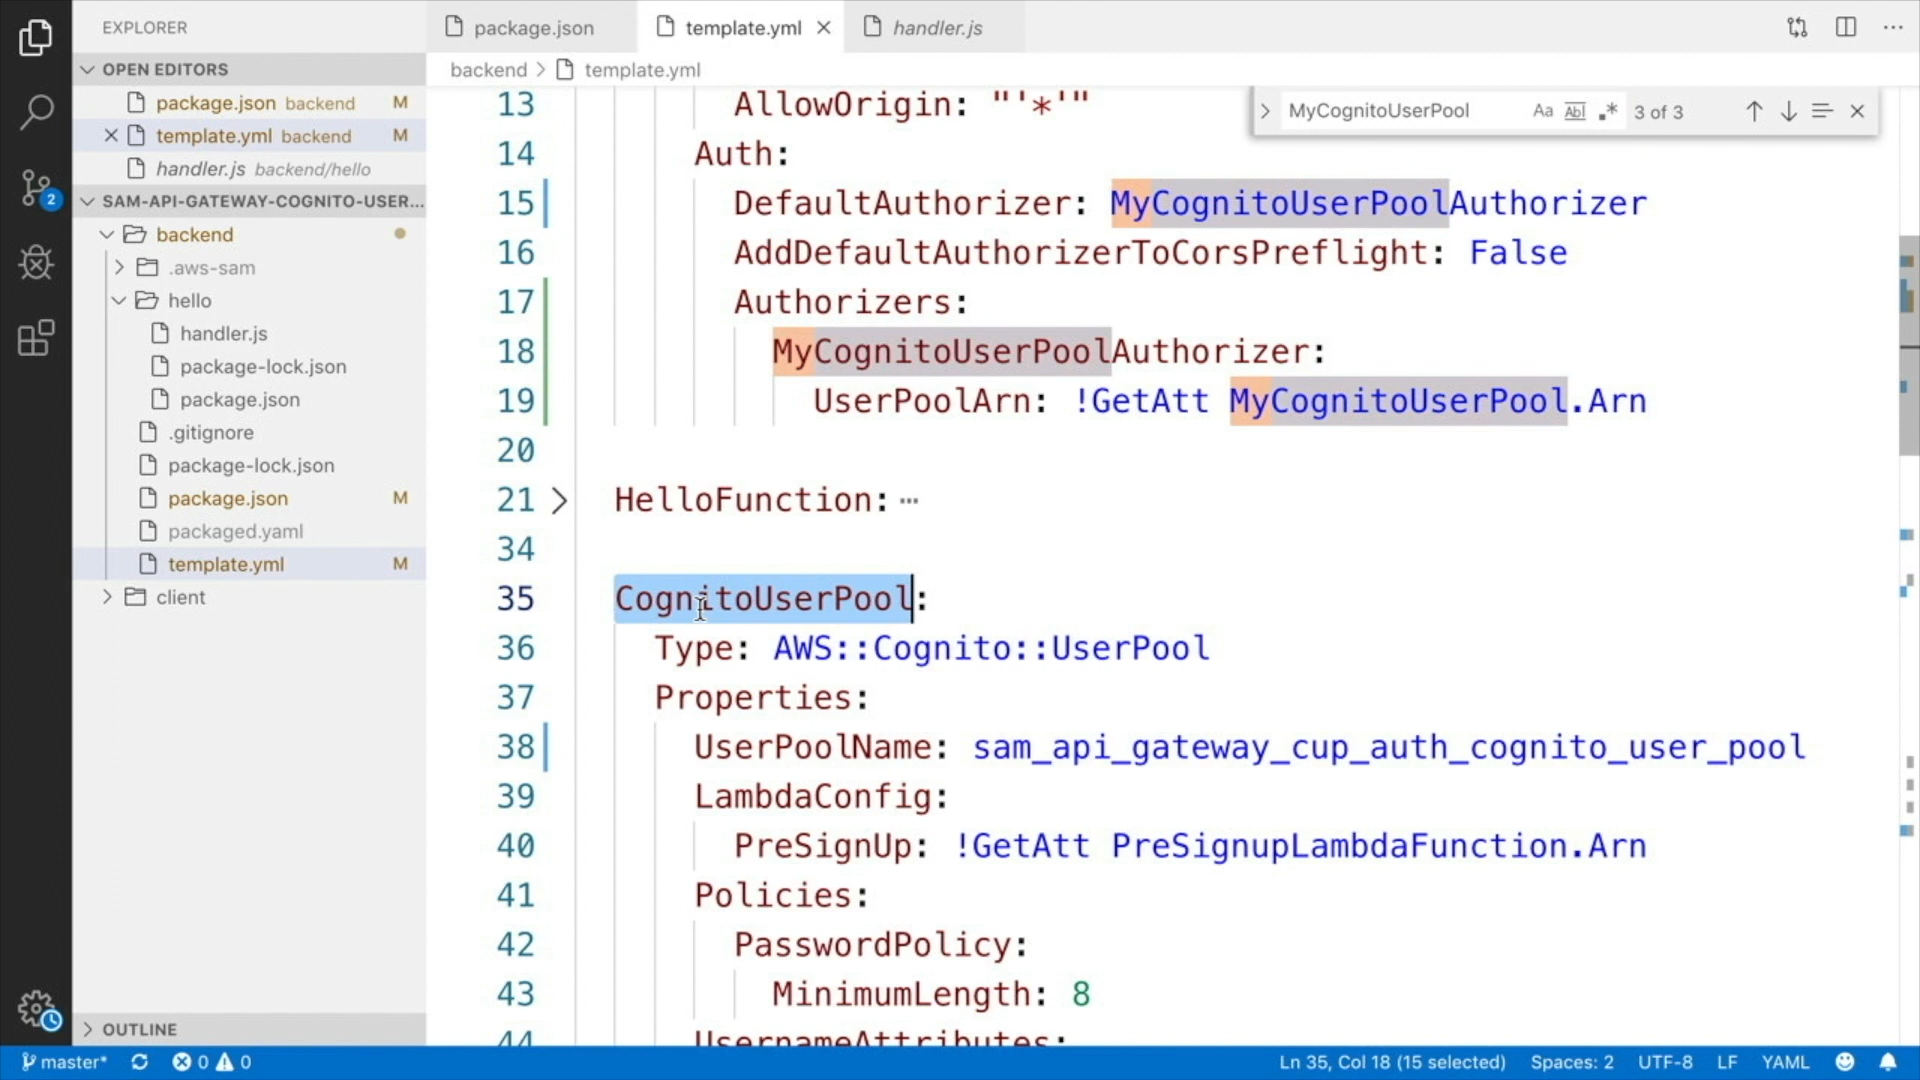 EXPLORER
OPEN EDITORS
package.json backend M
template.yml backend M
handler.js backend/hello
SAM-API-GATEWAY-COGNITO-USER...
backend
.aws-sam
hello
handler.js
package-lock.json
package.json
.gitignore
package-lock.json
package.json M
packaged.yaml
template.yml M
client
OUTLINE
2
package.json
template.yml
handler.js
backend > template.yml
MyCognitoUserPool Aa Abl .* 3 of 3
13 AllowOrigin: "'*'"
14 Auth:
15 DefaultAuthorizer: MyCognitoUserPoolAuthorizer
16 AddDefaultAuthorizerToCorsPreflight: False
17 Authorizers:
18 MyCognitoUserPoolAuthorizer:
19 UserPoolArn: !GetAtt MyCognitoUserPool.Arn
20
21 HelloFunction:⋯
34
35 CognitoUserPool:
36 Type: AWS::Cognito::UserPool
37 Properties:
38 UserPoolName: sam_api_gateway_cup_auth_cognito_user_pool
39 LambdaConfig:
40 PreSignUp: !GetAtt PreSignupLambdaFunction.Arn
41 Policies:
42 PasswordPolicy:
43 MinimumLength: 8
44 UsernameAttributes:
master* 0 0 Ln 35, Col 18 (15 selected) Spaces: 2 UTF-8 LF YAML